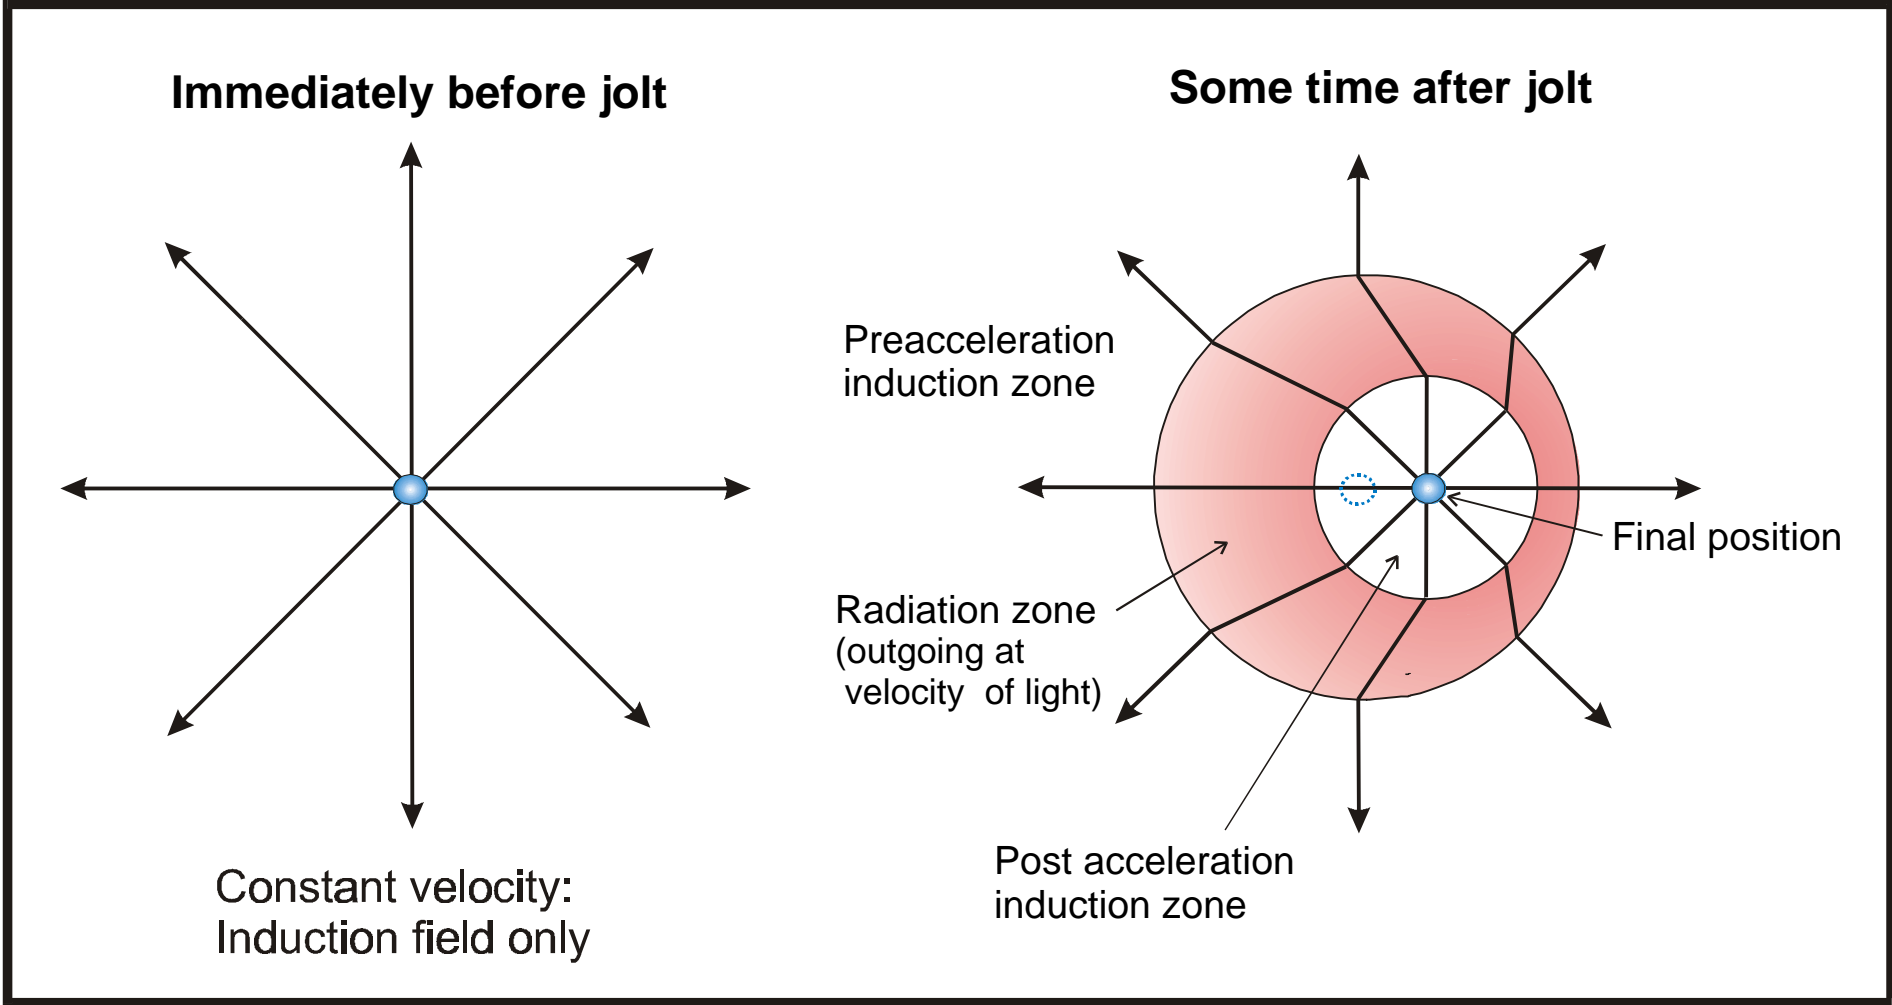 Immediately before jolt
Constant velocity:
Induction field only
Some time after jolt
Preacceleration
induction zone
Final position
Radiation zone
(outgoing at
velocity of light)
Post acceleration
induction zone